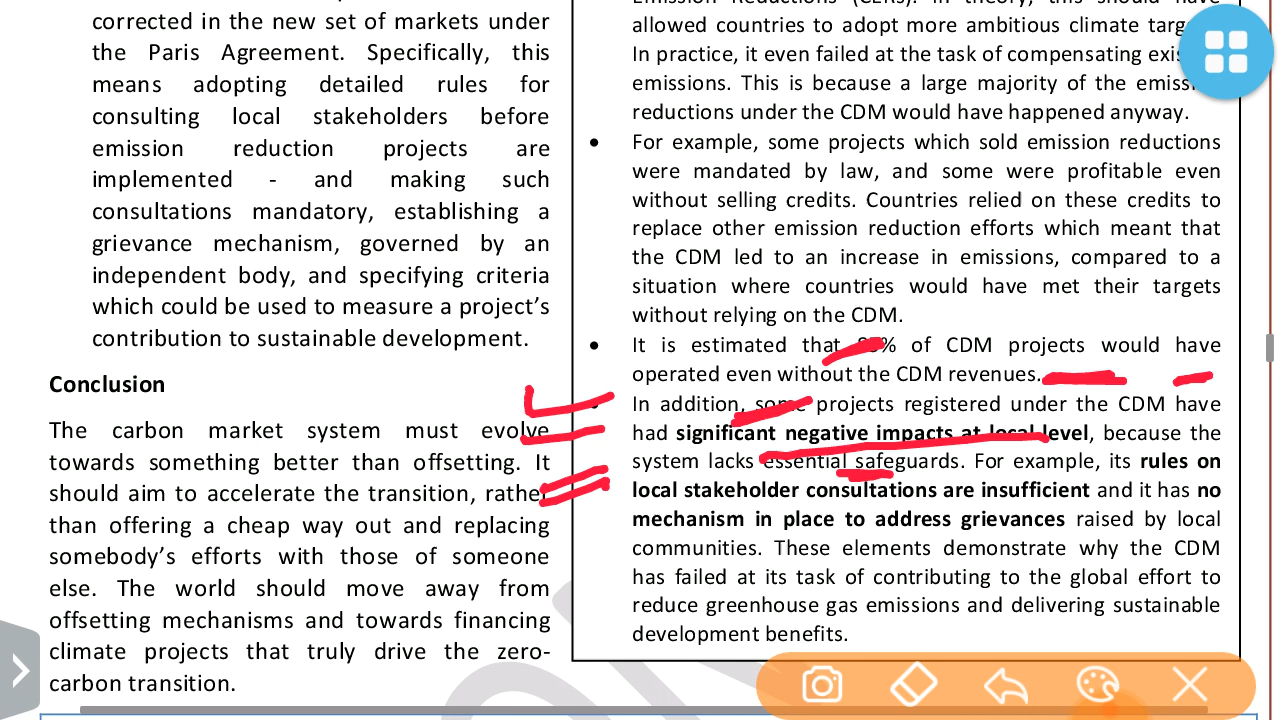 corrected in the new set of markets under
the Paris Agreement. Specifically, this
means adopting detailed rules for
consulting local stakeholders before
emission reduction projects are
implemented - and making such
consultations mandatory, establishing a
grievance mechanism, governed by an
independent body, and specifying criteria
which could be used to measure a project's
contribution to sustainable development.
Conclusion
The carbon market system must evolve
towards something better than offsetting. It
should aim to accelerate the transition, rather
than offering a cheap way out and replacing
somebody's efforts with those of someone
else. The world should move away from
offsetting mechanisms and towards financing
climate projects that truly drive the zero-
carbon transition.
Emission Reductions (CERs). In theory, this should have
allowed countries to adopt more ambitious climate
In practice, it even failed at the task of compensating
emissions. This is because a large majority of the
reductions under the CDM would have happened anyway.
• For example, some projects which sold emission reductions
were mandated by law, and some were profitable even
without selling credits. Countries relied on these credits to
replace other emission reduction efforts which meant that
the CDM led to an increase in emissions, compared to a
situation where countries would have met their targets
without relying on the CDM.
• It is estimated that % of CDM projects would have
operated even without the CDM revenues.
• In addition, some projects registered under the CDM have
had significant negative impacts at local level, because the
system lacks essential safeguards. For example, its rules on
local stakeholder consultations are insufficient and it has no
mechanism in place to address grievances raised by local
communities. These elements demonstrate why the CDM
has failed at its task of contributing to the global effort to
reduce greenhouse gas emissions and delivering sustainable
development benefits.